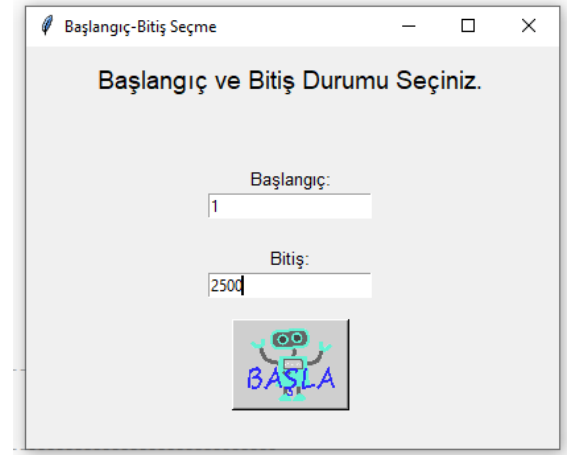 Başlangıç-Bitiş Seçme
Başlangıç ve Bitiş Durumu Seçiniz.
Başlangıç:
1
Bitiş:
2500
BAŞLA